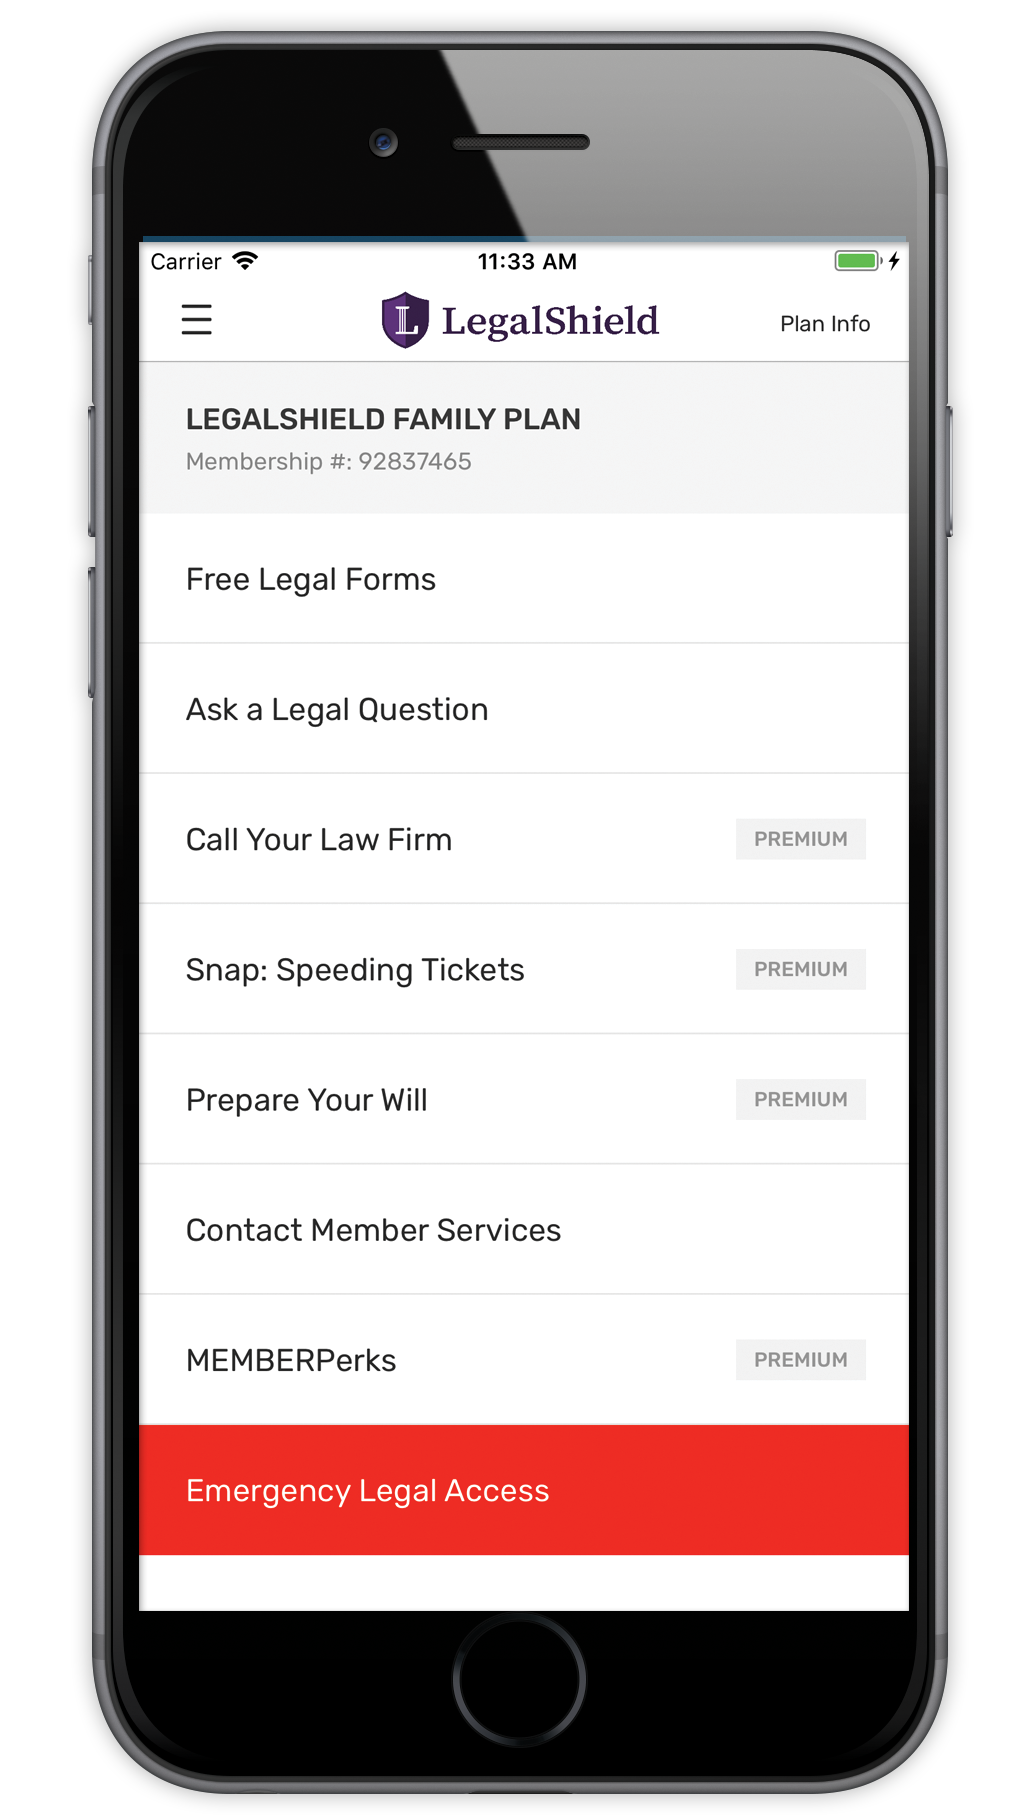 Carrier 11:33 AM
L LegalShield Plan Info
LEGALSHIELD FAMILY PLAN
Membership #: 92837465
Free Legal Forms
Ask a Legal Question
Call Your Law Firm PREMIUM
Snap: Speeding Tickets PREMIUM
Prepare Your Will PREMIUM
Contact Member Services
MEMBERPerks PREMIUM
Emergency Legal Access